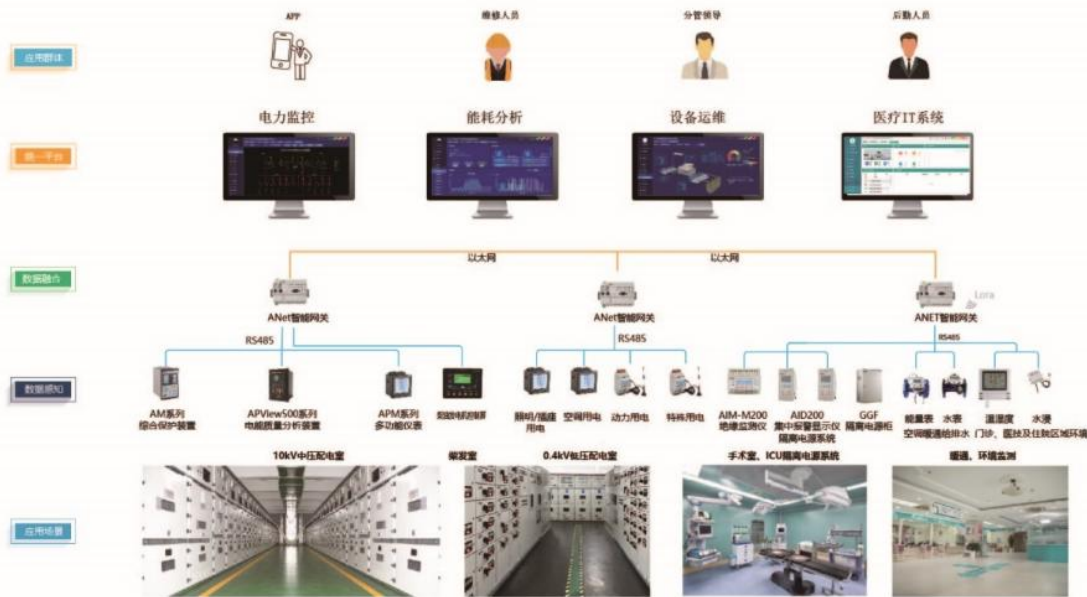 APP
维修人员
分管领导
后勤人员
应用群体
电力监控
能耗分析
设备运维
医疗IT系统
统一平台
以太网
以太网
数据融合
Lora
ANet智能网关
ANet智能网关
ANET智能网关
RS485
RS485
RS485
数据感知
AM系列
综合保护装置
APView500系列
电能质量分析装置
APM系列
多功能仪表
照明/插座
用电
空调用电
动力用电
特殊用电
AIM-M200
绝缘监测仪
AID200
集中报警显示仪
隔离电源系统
GGF
隔离电源柜
能量表
水表
空调暖通给排水
温湿度
水浸
门诊、医技及住院区域环境
10kV中压配电室
柴发室
0.4kV低压配电室
手术室、ICU隔离电源系统
暖通、环境监测
应用场景